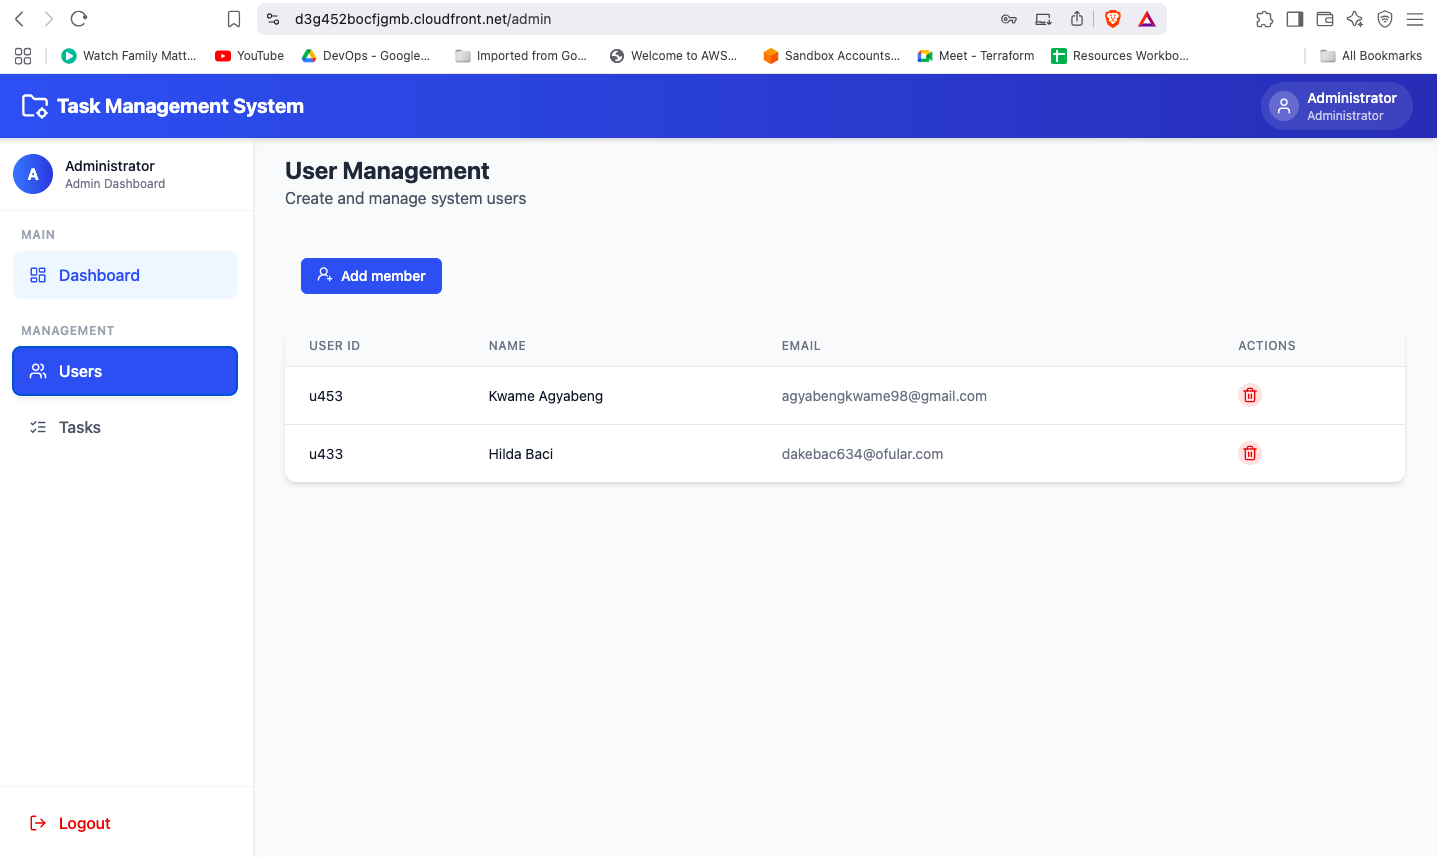 d3g452bocfjgmb.cloudfront.net/admin
Watch Family Matt... YouTube DevOps - Google... Imported from Go... Welcome to AWS... Sandbox Accounts... Meet - Terraform Resources Workbo... All Bookmarks
Task Management System
Administrator
Administrator
A
Administrator
Admin Dashboard
MAIN
Dashboard
MANAGEMENT
Users
Tasks
Logout
User Management
Create and manage system users
Add member
USER ID NAME EMAIL ACTIONS
u453 Kwame Agyabeng agyabengkwame98@gmail.com
u433 Hilda Baci dakebac634@ofular.com